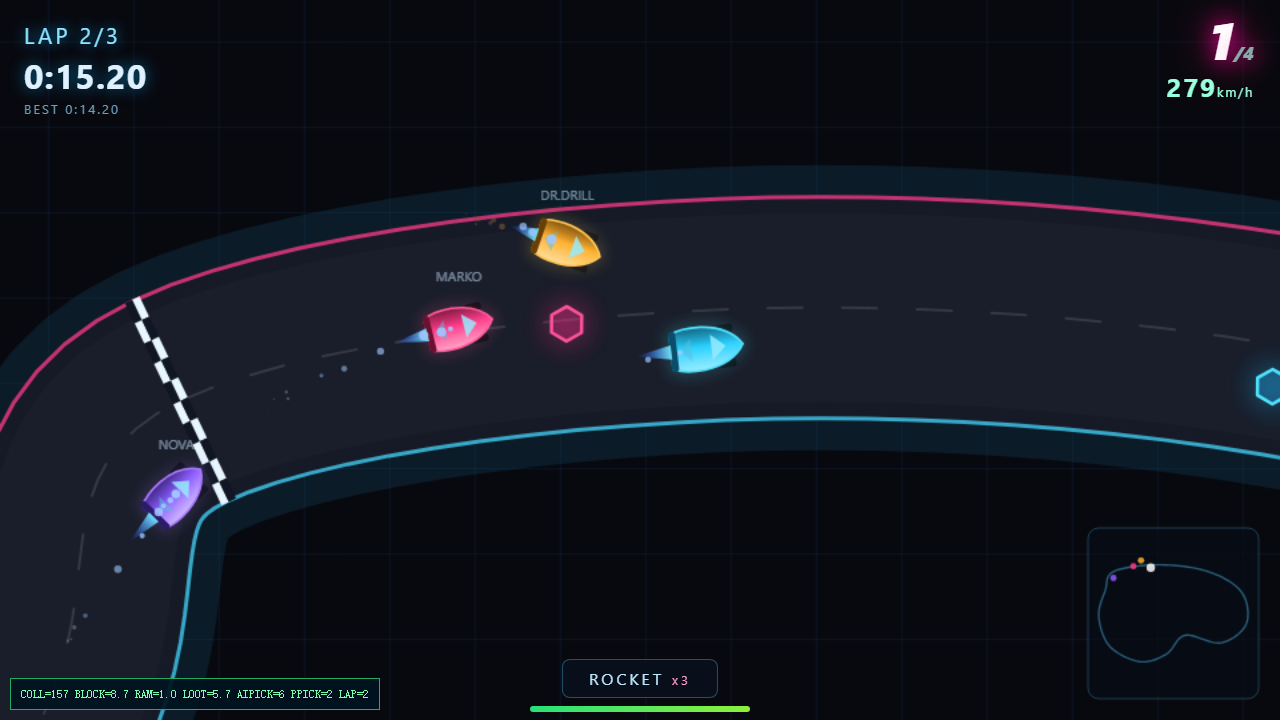 LAP 2/3
0:15.20
BEST 0:14.20
1/4
279km/h
DR.DRILL
MARKO
NOVA
ROCKET x3
COLL=157 BLOCK=8.7 RAM=1.0 LOOT=5.7 AIPICK=6 PPICK=2 LAP=2